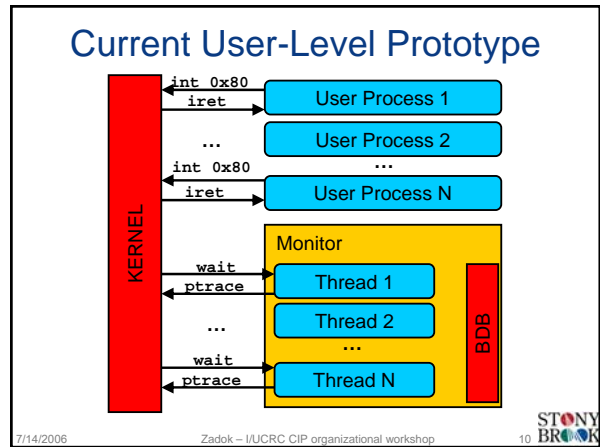 Current User-Level Prototype
int 0x80
iret
User Process 1
...
User Process 2
...
int 0x80
iret
User Process N
KERNEL
Monitor
wait
ptrace
Thread 1
...
Thread 2
...
wait
ptrace
Thread N
BDB
7/14/2006
Zadok – I/UCRC CIP organizational workshop
10
STONY
BROOK